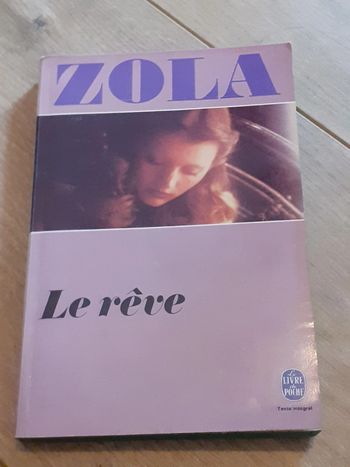 ZOLA
Le rêve
Le
LIVRE
de
POCHE
Texte intégral